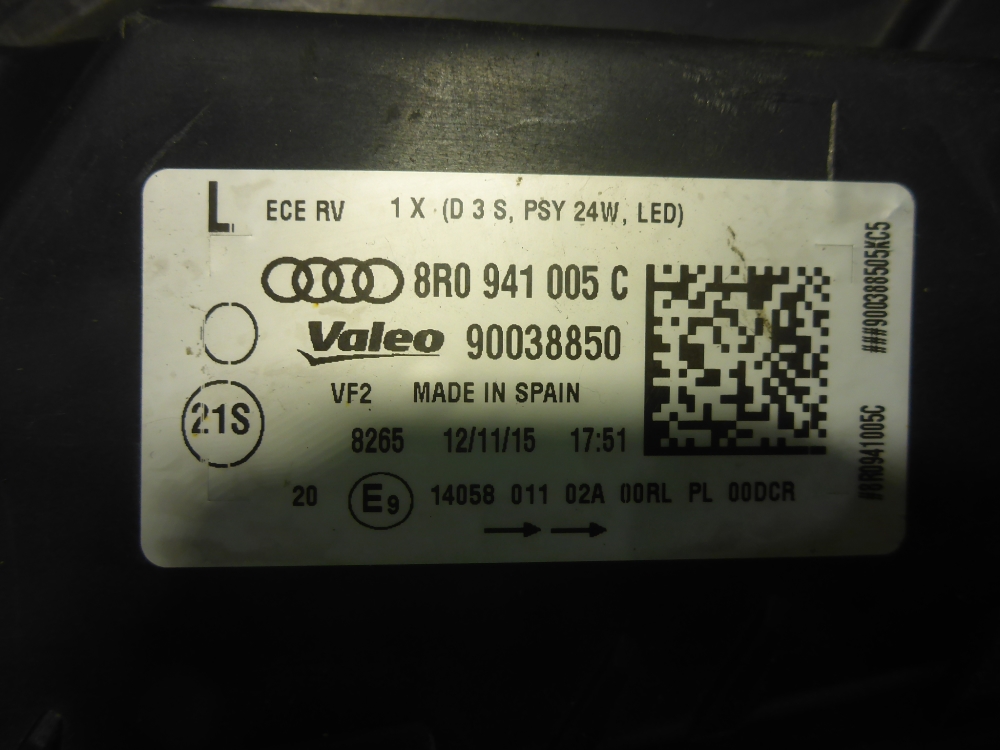 L ECE RV 1 X (D 3 S, PSY 24W, LED)
8R0 941 005 C
Valeo 90038850
VF2 MADE IN SPAIN
21S
8265 12/11/15 17:51
20 E9 14058 011 02A 00RL PL 00DCR
###900388505KC5
#8R0941005C